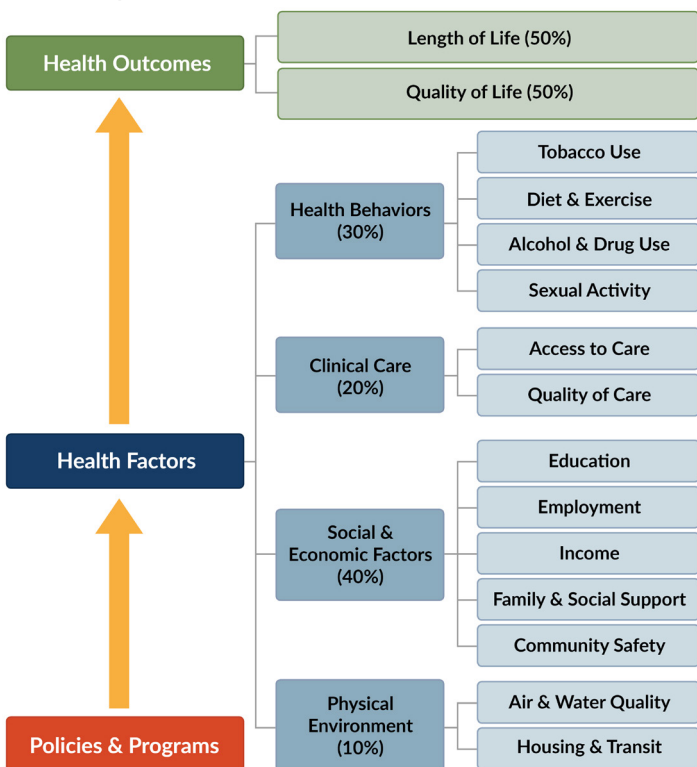 Health Outcomes
Length of Life (50%)
Quality of Life (50%)
Health Factors
Health Behaviors
(30%)
Tobacco Use
Diet & Exercise
Alcohol & Drug Use
Sexual Activity
Clinical Care
(20%)
Access to Care
Quality of Care
Social &
Economic Factors
(40%)
Education
Employment
Income
Family & Social Support
Community Safety
Physical
Environment
(10%)
Air & Water Quality
Housing & Transit
Policies & Programs